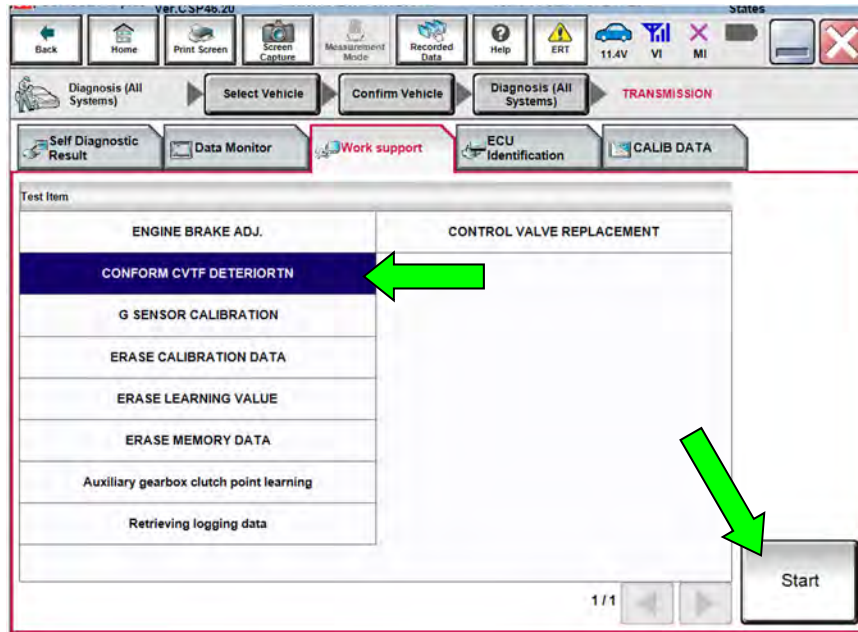 Ver.CSP46.20
States
Back
Home
Print Screen
Screen
Capture
Measurement
Mode
Recorded
Data
Help
ERT
11.4V
VI
MI
Diagnosis (All
Systems)
Select Vehicle
Confirm Vehicle
Diagnosis (All
Systems)
TRANSMISSION
Self Diagnostic
Result
Data Monitor
Work support
ECU
Identification
CALIB DATA
Test Item
ENGINE BRAKE ADJ.
CONTROL VALVE REPLACEMENT
CONFORM CVTF DETERIORTN
G SENSOR CALIBRATION
ERASE CALIBRATION DATA
ERASE LEARNING VALUE
ERASE MEMORY DATA
Auxiliary gearbox clutch point learning
Retrieving logging data
1/1
Start